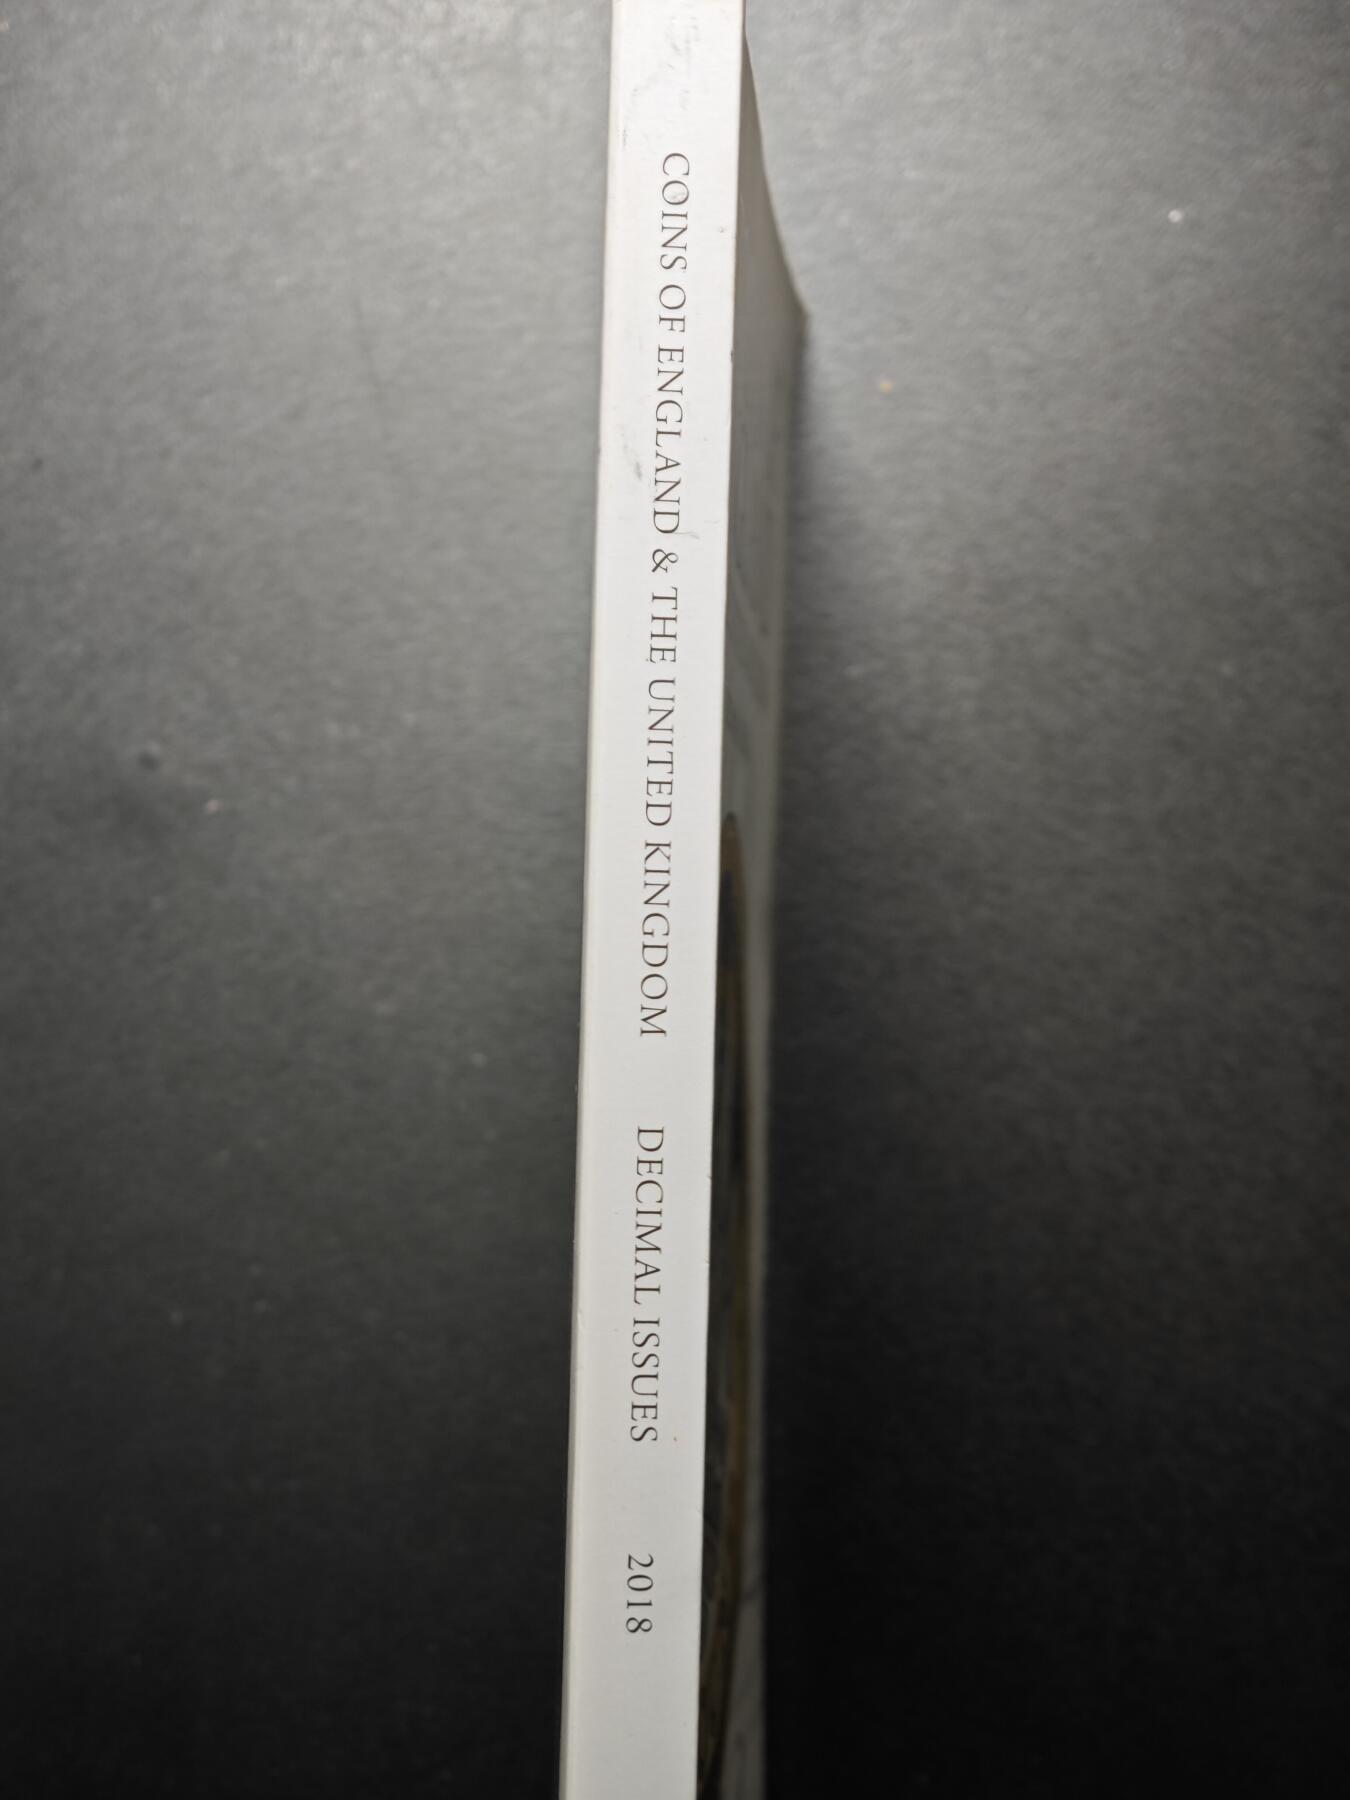 COINS OF ENGLAND & THE UNITED KINGDOM DECIMAL ISSUES 2018